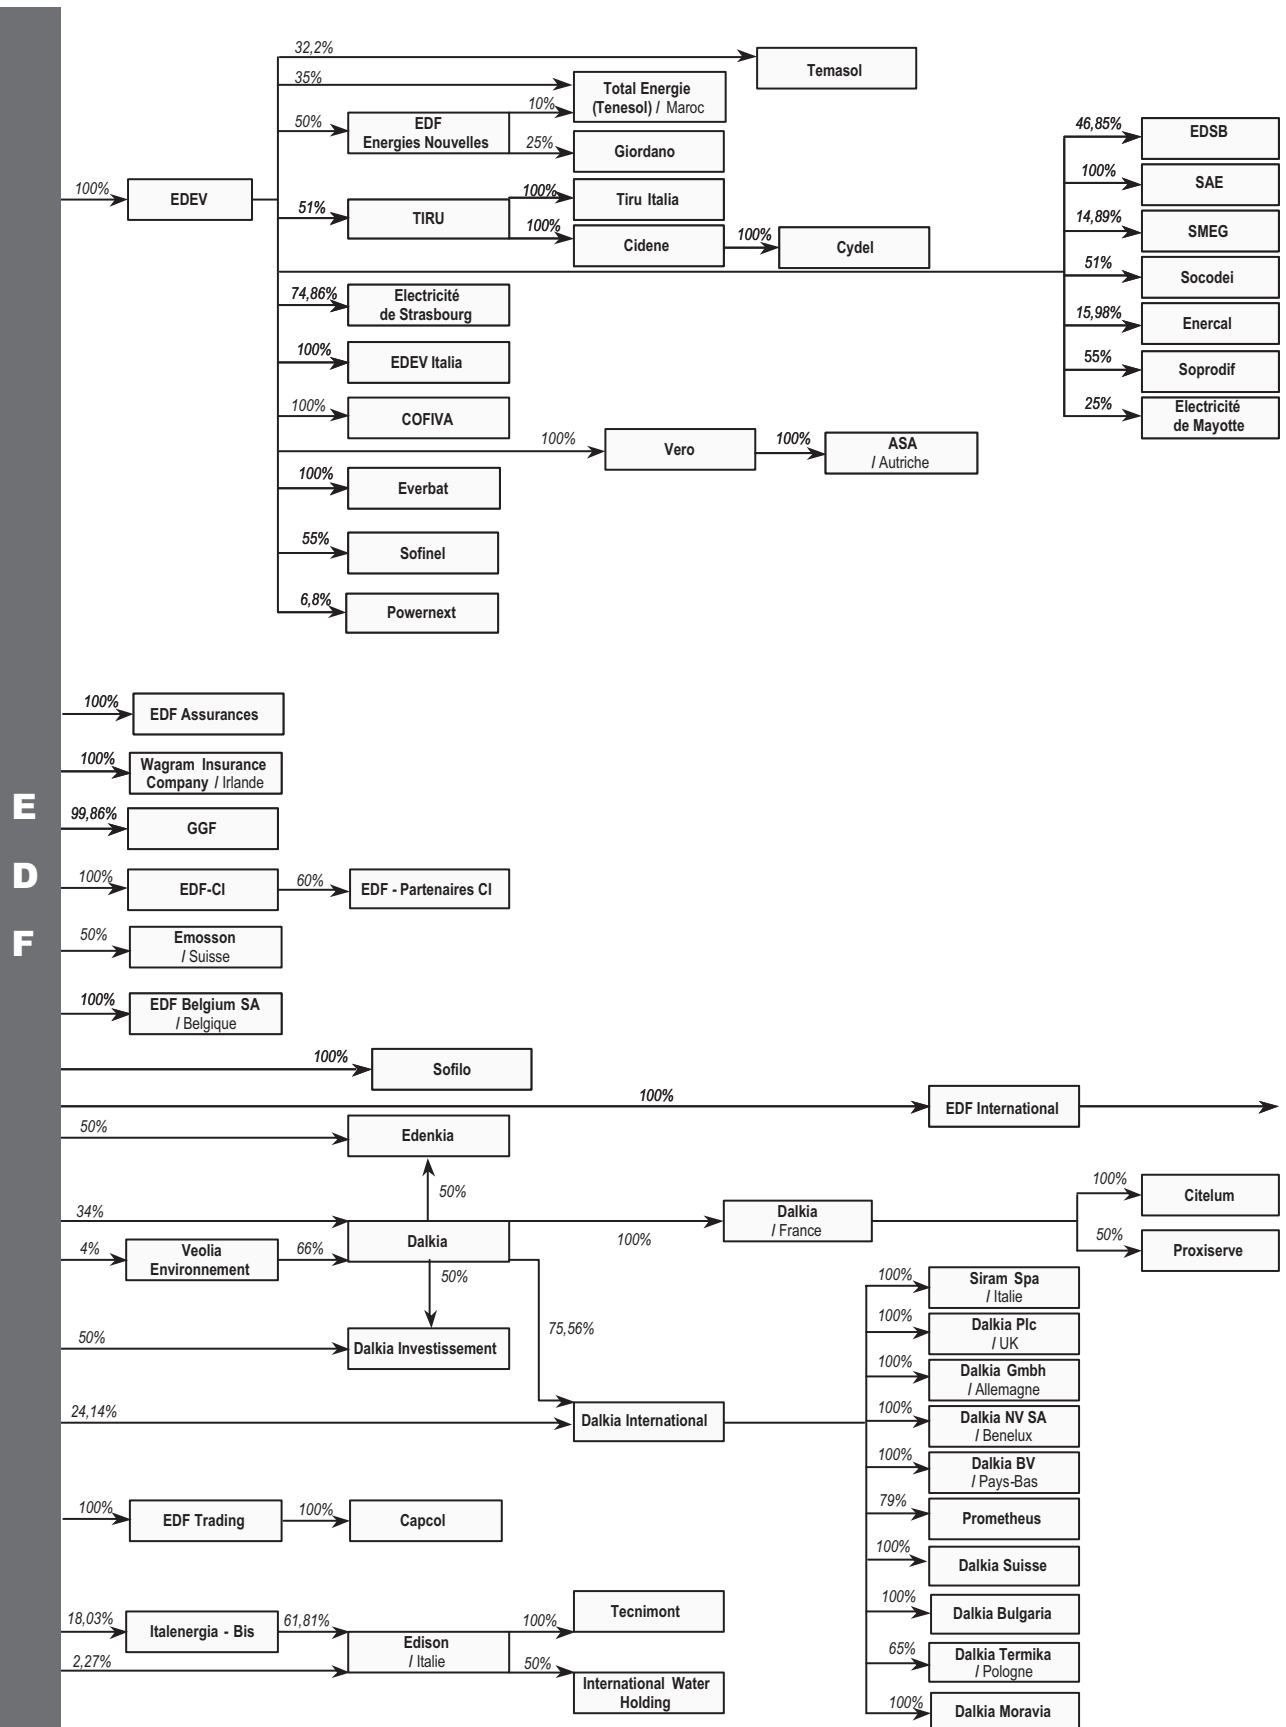 32,2%
Temasol
35%
Total Energie
(Tenesol) / Maroc
10%
50%
EDF
Energies Nouvelles
25%
Giordano
46,85%
EDSB
100%
EDEV
100%
SAE
51%
TIRU
100%
Tiru Italia
100%
Cidene
100%
Cydel
14,89%
SMEG
51%
Socodei
74,86%
Electricité
de Strasbourg
15,98%
Enercal
100%
EDEV Italia
55%
Soprodif
100%
COFIVA
25%
Electricité
de Mayotte
100%
Vero
100%
ASA
/ Autriche
100%
Everbat
55%
Sofinel
6,8%
Powernext
100%
EDF Assurances
100%
Wagram Insurance
Company / Irlande
E
D
F
99,86%
GGF
100%
EDF-CI
60%
EDF - Partenaires CI
50%
Emosson
/ Suisse
100%
EDF Belgium SA
/ Belgique
100%
Sofilo
100%
EDF International
50%
Edenkia
50%
34%
Dalkia
100%
Dalkia
/ France
100%
Citelum
50%
Proxiserve
4%
Veolia
Environnement
66%
50%
75,56%
50%
Dalkia Investissement
24,14%
Dalkia International
100%
Siram Spa
/ Italie
100%
Dalkia Plc
/ UK
100%
Dalkia Gmbh
/ Allemagne
100%
Dalkia NV SA
/ Benelux
100%
Dalkia BV
/ Pays-Bas
79%
Prometheus
100%
Dalkia Suisse
100%
Dalkia Bulgaria
65%
Dalkia Termika
/ Pologne
100%
Dalkia Moravia
100%
EDF Trading
100%
Capcol
18,03%
Italenergia - Bis
61,81%
2,27%
Edison
/ Italie
100%
Tecnimont
50%
International Water
Holding